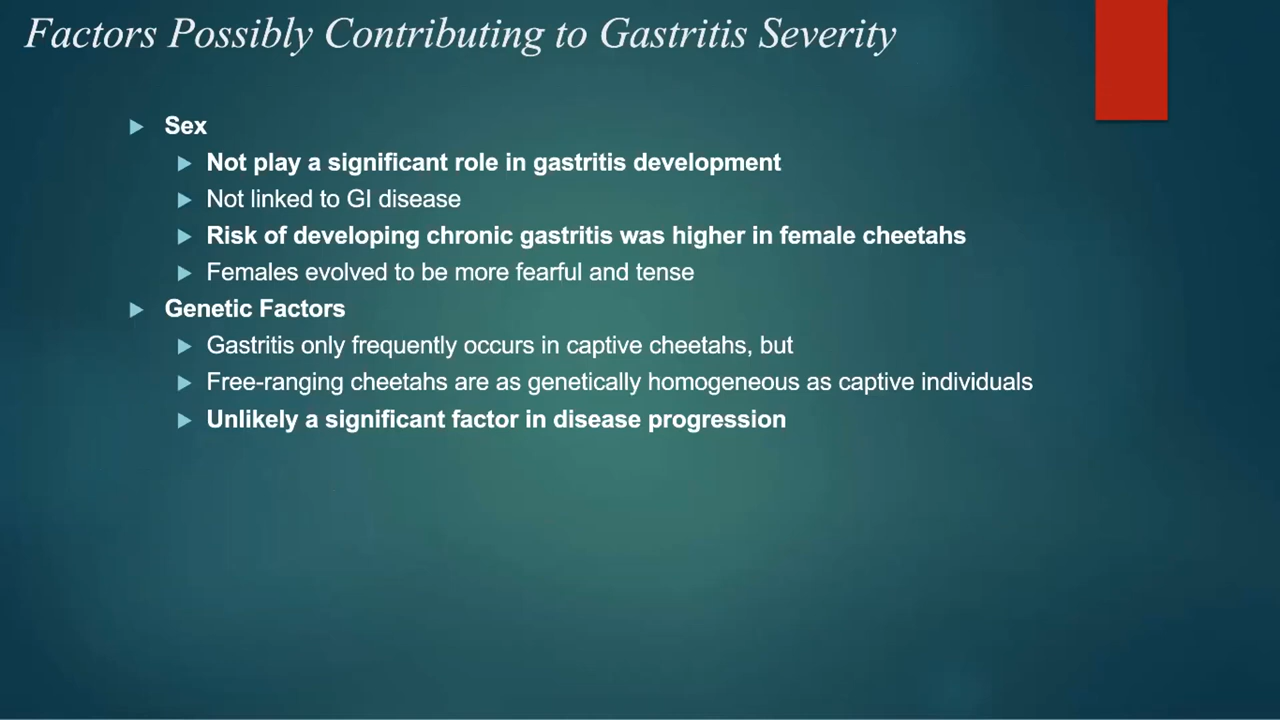 Factors Possibly Contributing to Gastritis Severity
Sex
Not play a significant role in gastritis development
Not linked to GI disease
Risk of developing chronic gastritis was higher in female cheetahs
Females evolved to be more fearful and tense
Genetic Factors
Gastritis only frequently occurs in captive cheetahs, but
Free-ranging cheetahs are as genetically homogeneous as captive individuals
Unlikely a significant factor in disease progression